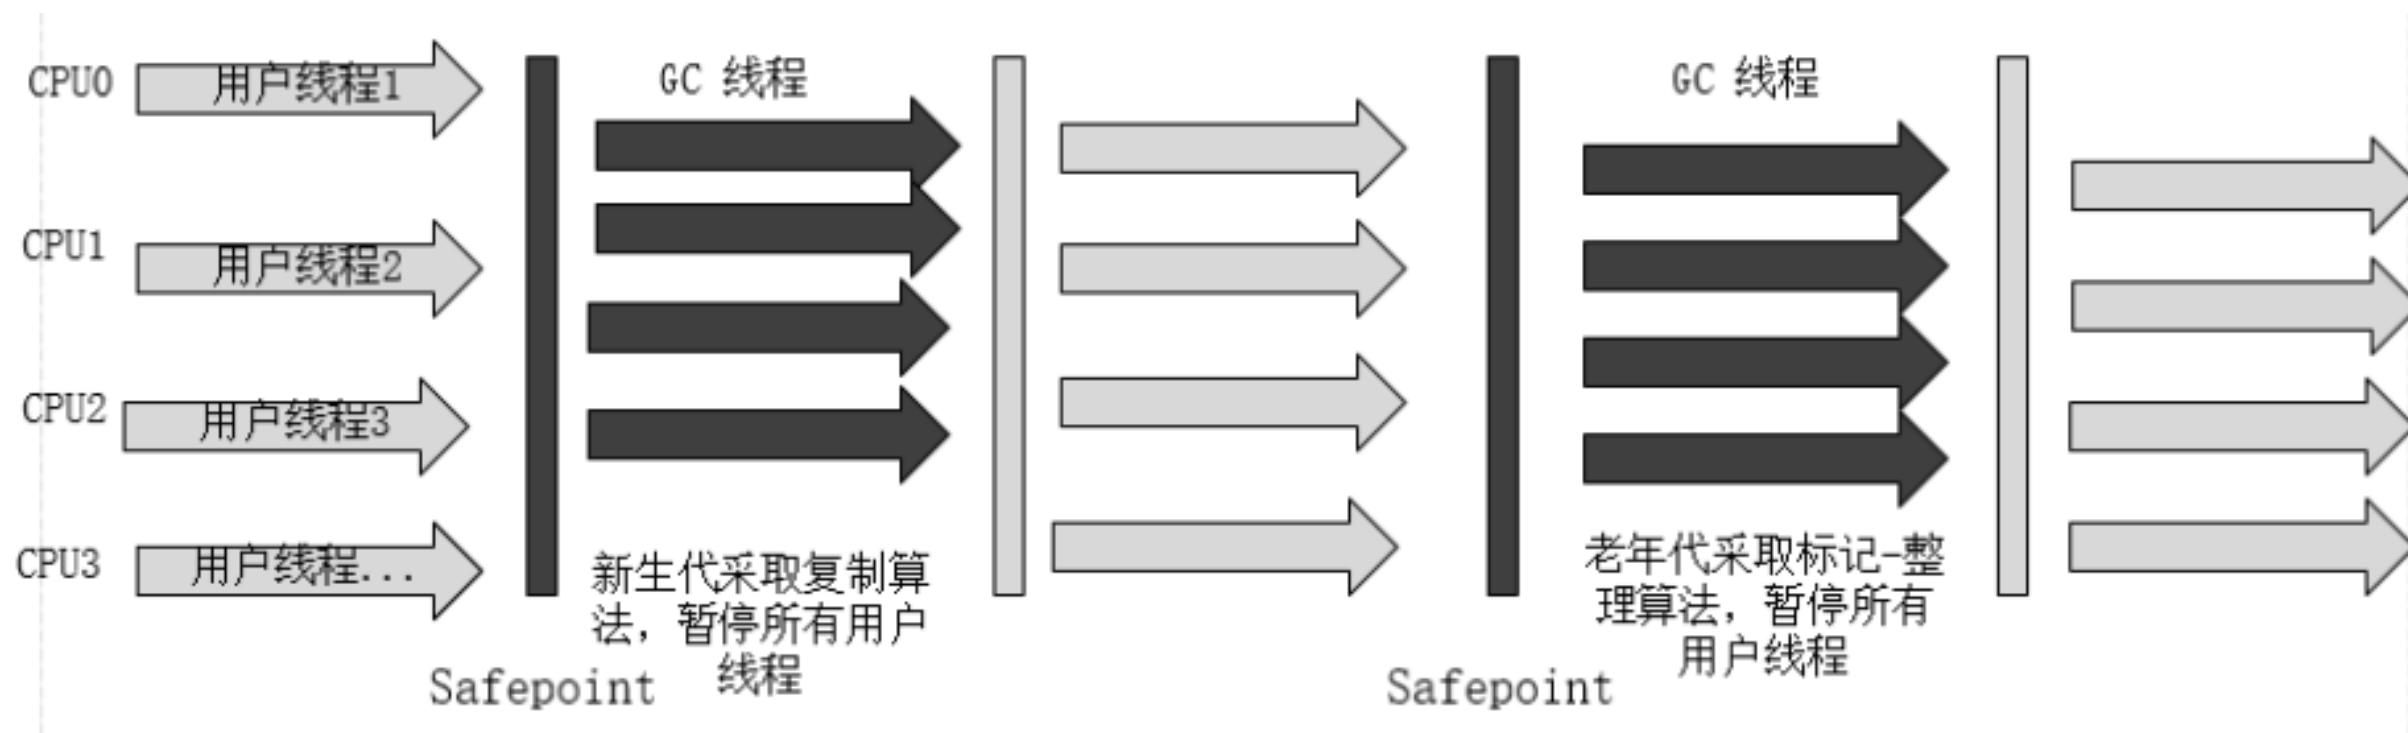 CPU0
用户线程1
GC 线程
GC 线程
CPU1
用户线程2
CPU2
用户线程3
CPU3
用户线程...
新生代采取复制算
法, 暂停所有用户
线程
老年代采取标记-整
理算法, 暂停所有
用户线程
Safepoint
Safepoint